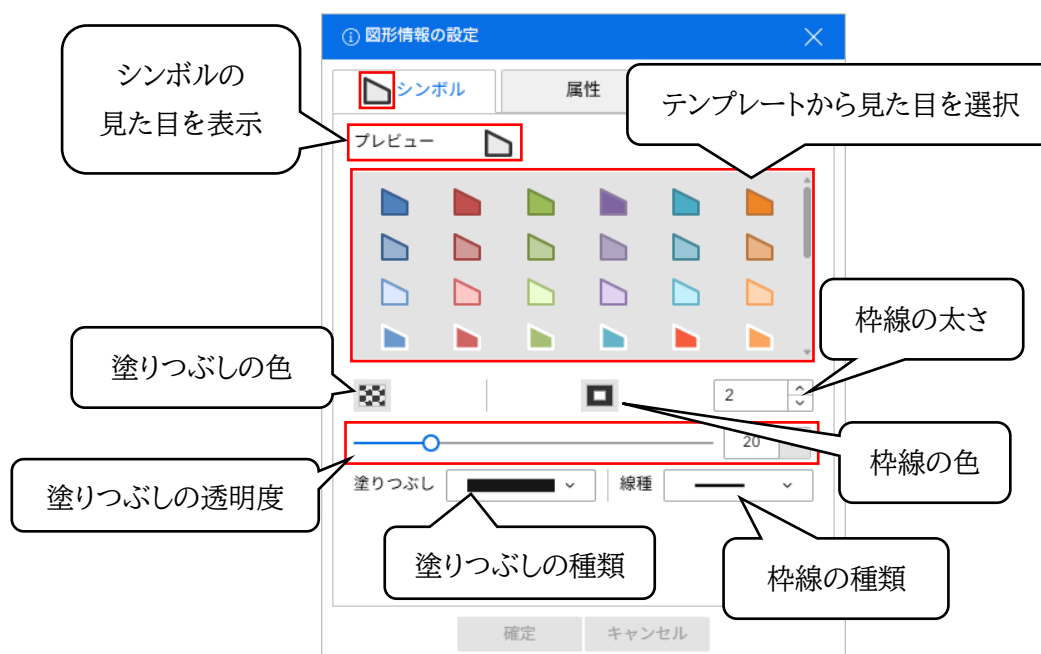 図形情報の設定
シンボルの
見た目を表示
シンボル
属性
テンプレートから見た目を選択
プレビュー
枠線の太さ
塗りつぶしの色
2
20
枠線の色
塗りつぶしの透明度
塗りつぶし
線種
塗りつぶしの種類
枠線の種類
確定
キャンセル